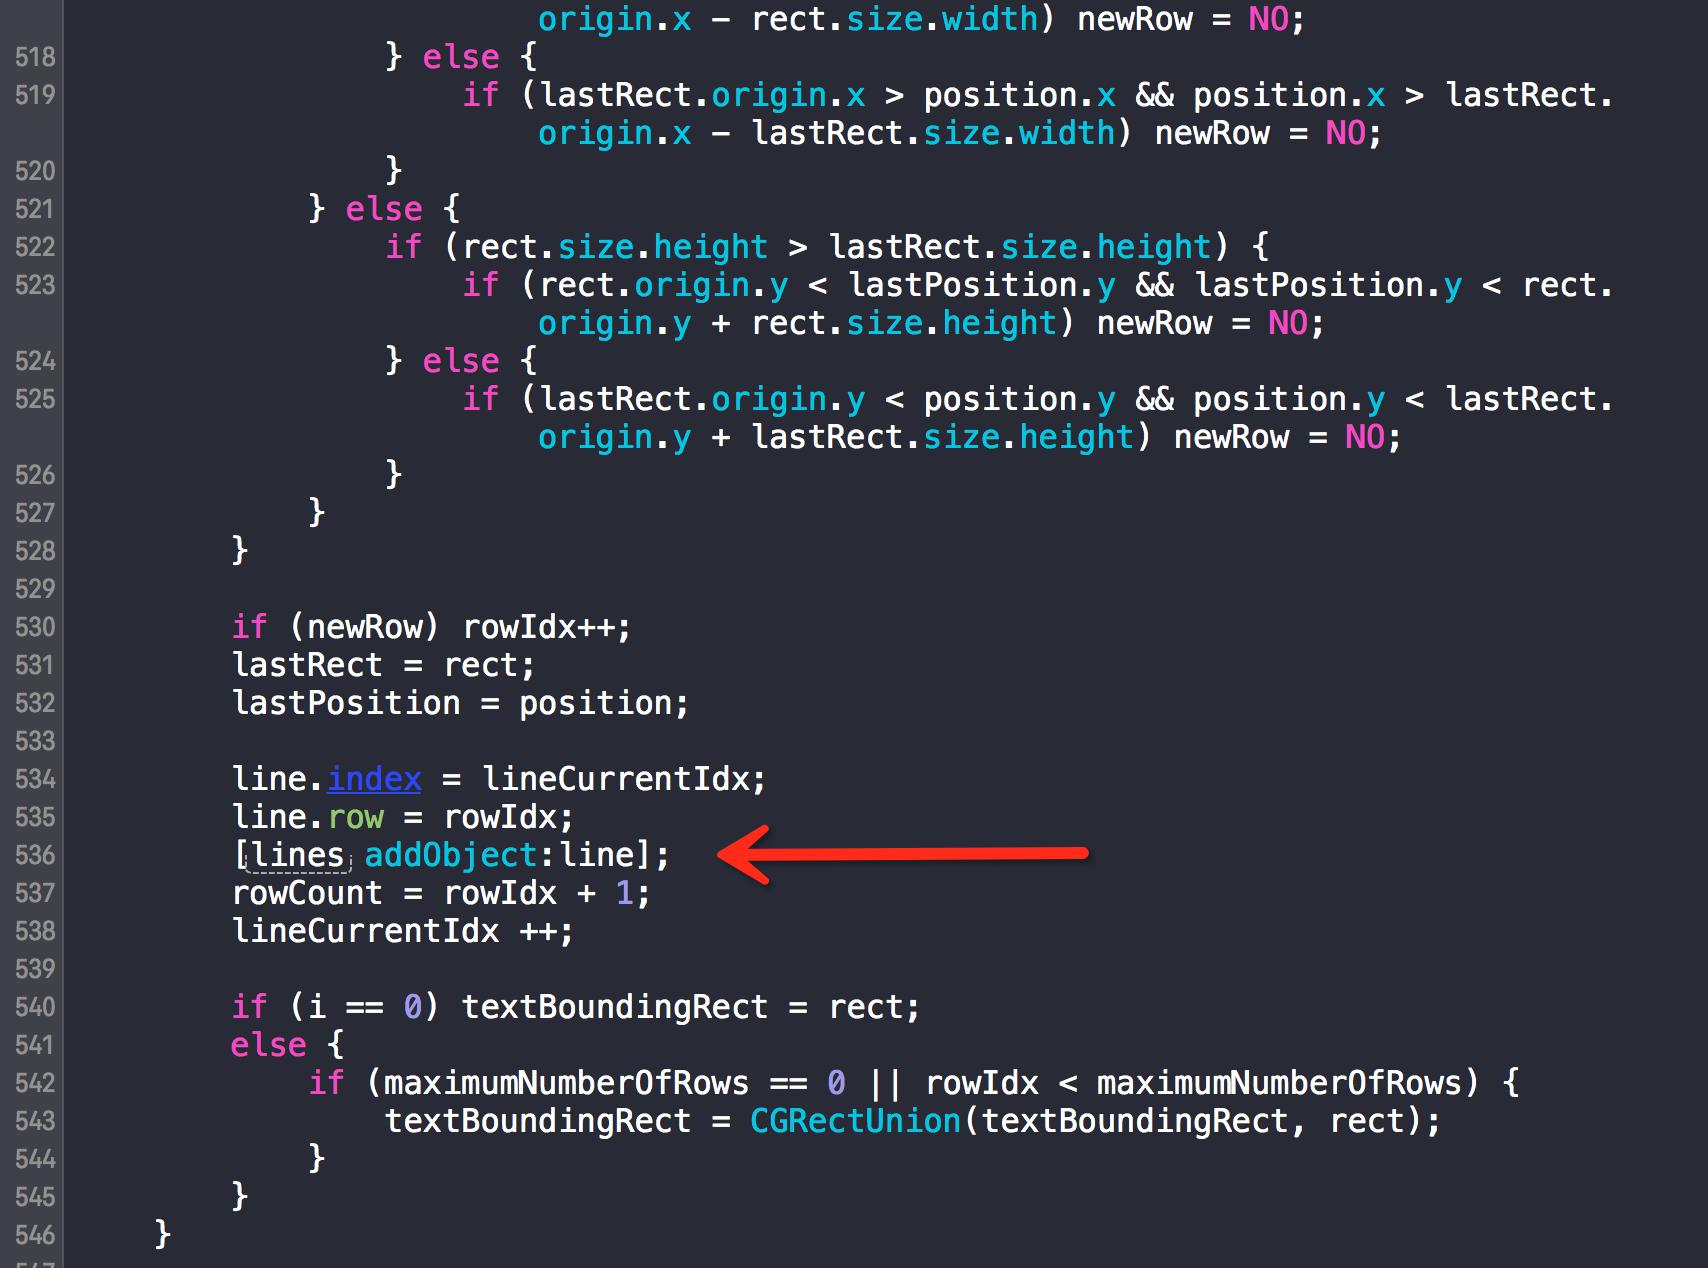 origin.x - rect.size.width) newRow = NO;
518 } else {
519 if (lastRect.origin.x > position.x && position.x > lastRect.
origin.x - lastRect.size.width) newRow = NO;
520 }
521 } else {
522 if (rect.size.height > lastRect.size.height) {
523 if (rect.origin.y < lastPosition.y && lastPosition.y < rect.
origin.y + rect.size.height) newRow = NO;
524 } else {
525 if (lastRect.origin.y < position.y && position.y < lastRect.
origin.y + lastRect.size.height) newRow = NO;
526 }
527 }
528 }
529
530 if (newRow) rowIdx++;
531 lastRect = rect;
532 lastPosition = position;
533
534 line.index = lineCurrentIdx;
535 line.row = rowIdx;
536 [lines addObject:line];
537 rowCount = rowIdx + 1;
538 lineCurrentIdx ++;
539
540 if (i == 0) textBoundingRect = rect;
541 else {
542 if (maximumNumberOfRows == 0 || rowIdx < maximumNumberOfRows) {
543 textBoundingRect = CGRectUnion(textBoundingRect, rect);
544 }
545 }
546 }